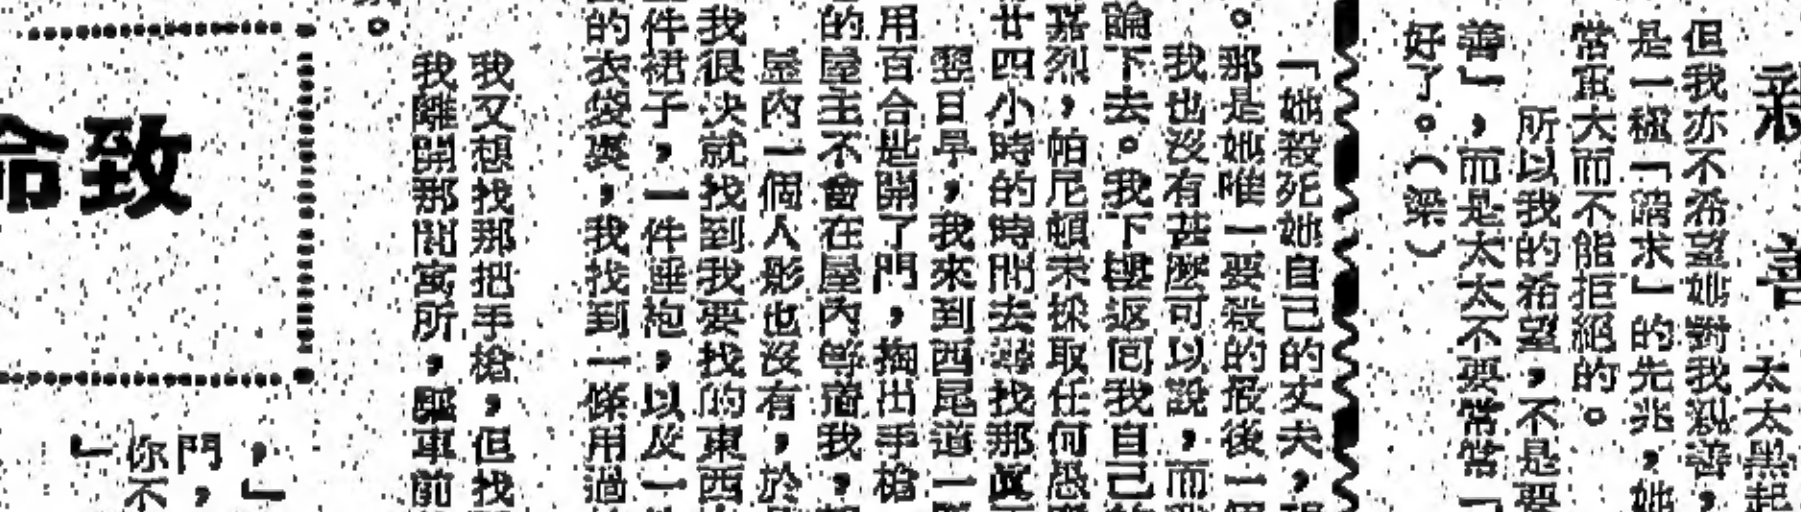 親善
太太黑起
但我亦不希望她對我親善，
是一種「請求」的先兆，她
常重大而不能拒絕的。
所以我的希望，不是要
善」，而是太太不要常常「
好了。（梁）
「她殺死她自己的丈夫，
。那是她唯一要殺的
我也沒有甚麼可以說，而
論下去。我下樓返回我自己
嘉烈，帕尼頓未採取任何
廿四小時的時間去尋找那
翌日早，我來到西尾道一
用百合匙開了門，掏出手槍
的屋主不會在屋內等着我，
屋內一個人影也沒有，於
我很决就找到我要找的東西
件裙子，一件睡袍，以及一
的衣袋裏，我找到一條用過
我又想找那把手槍，但找
我離開那間寓所，驅車前
。
致命
，」
門，
你不
」